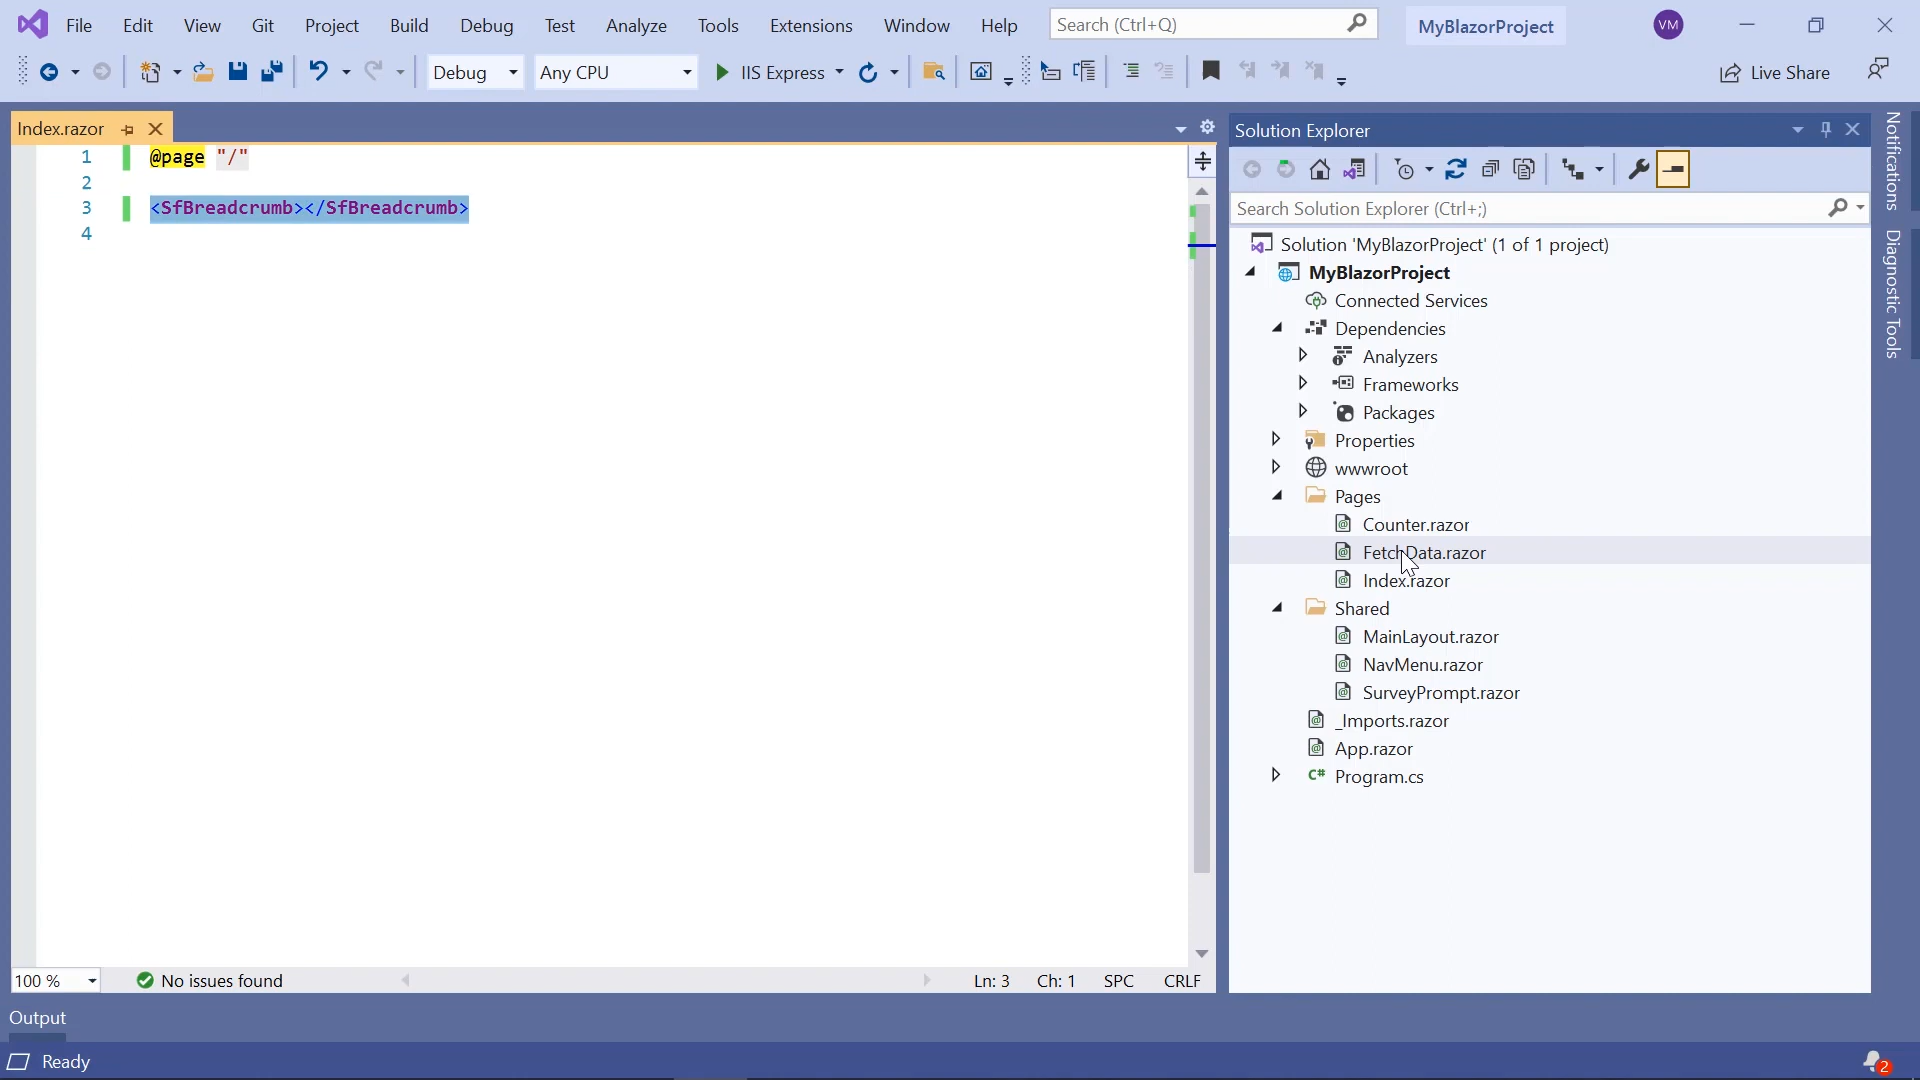 File Edit View Git Project Build Debug Test Analyze Tools Extensions Window Help Search (Ctrl+Q) MyBlazorProject VM
Debug Any CPU IIS Express Live Share
Index.razor
1 @page "/"
2
3 <SfBreadcrumb></SfBreadcrumb>
4
100 % No issues found Ln: 3 Ch: 1 SPC CRLF
Solution Explorer
Search Solution Explorer (Ctrl+;)
Solution 'MyBlazorProject' (1 of 1 project)
MyBlazorProject
Connected Services
Dependencies
Analyzers
Frameworks
Packages
Properties
wwwroot
Pages
Counter.razor
FetchData.razor
Index.razor
Shared
MainLayout.razor
NavMenu.razor
SurveyPrompt.razor
_Imports.razor
App.razor
C# Program.cs
Notifications
Diagnostic Tools
Output
Ready 2